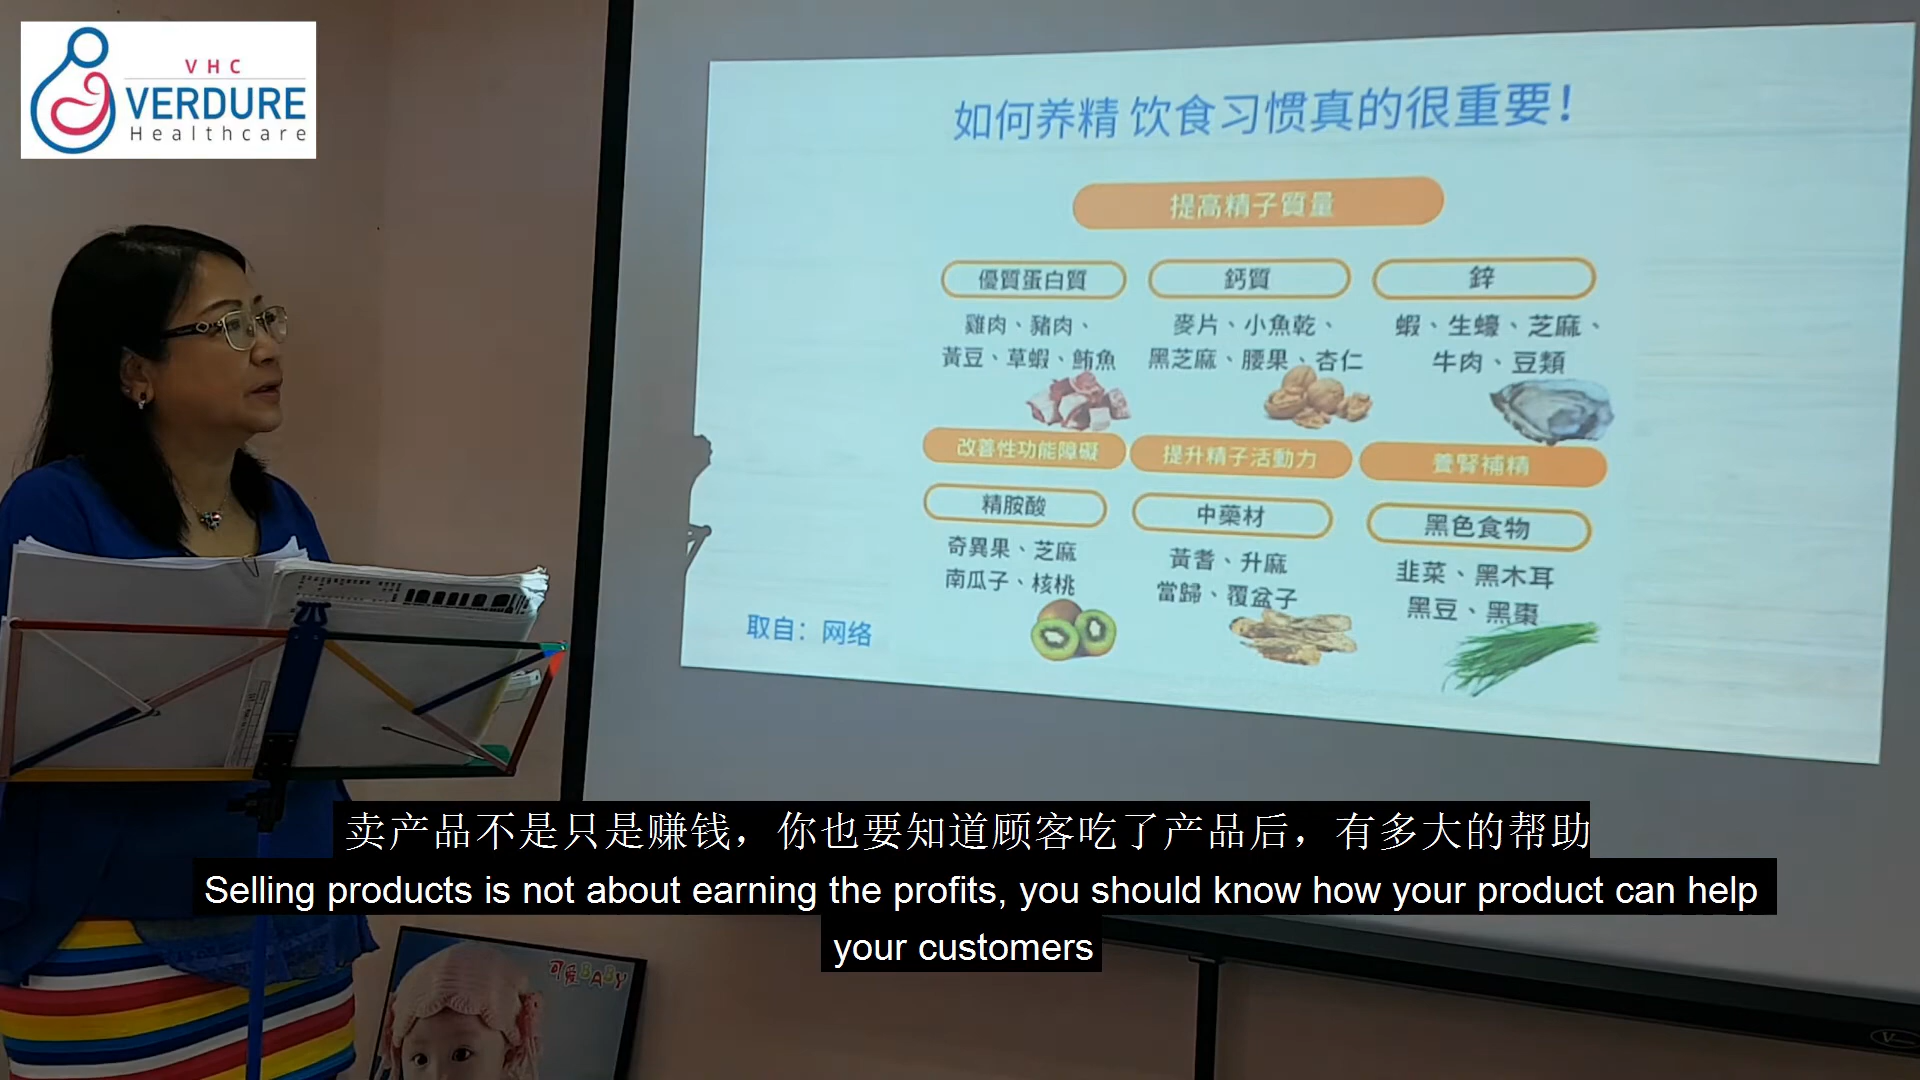 VHC
VERDURE
Healthcare
如何养精 饮食习惯真的很重要！
提高精子質量
優質蛋白質
雞肉、豬肉、
黃豆、草蝦、鮪魚
鈣質
麥片、小魚乾、
黑芝麻、腰果、杏仁
鋅
蝦、生蠔、芝麻、
牛肉、豆類
改善性功能障礙
精胺酸
奇異果、芝麻
南瓜子、核桃
提升精子活動力
中藥材
黃耆、升麻
當歸、覆盆子
養腎補精
黑色食物
韭菜、黑木耳
黑豆、黑棗
取自：网络
卖产品不是只是赚钱，你也要知道顾客吃了产品后，有多大的帮助
Selling products is not about earning the profits, you should know how your product can help
your customers
可爱BABY